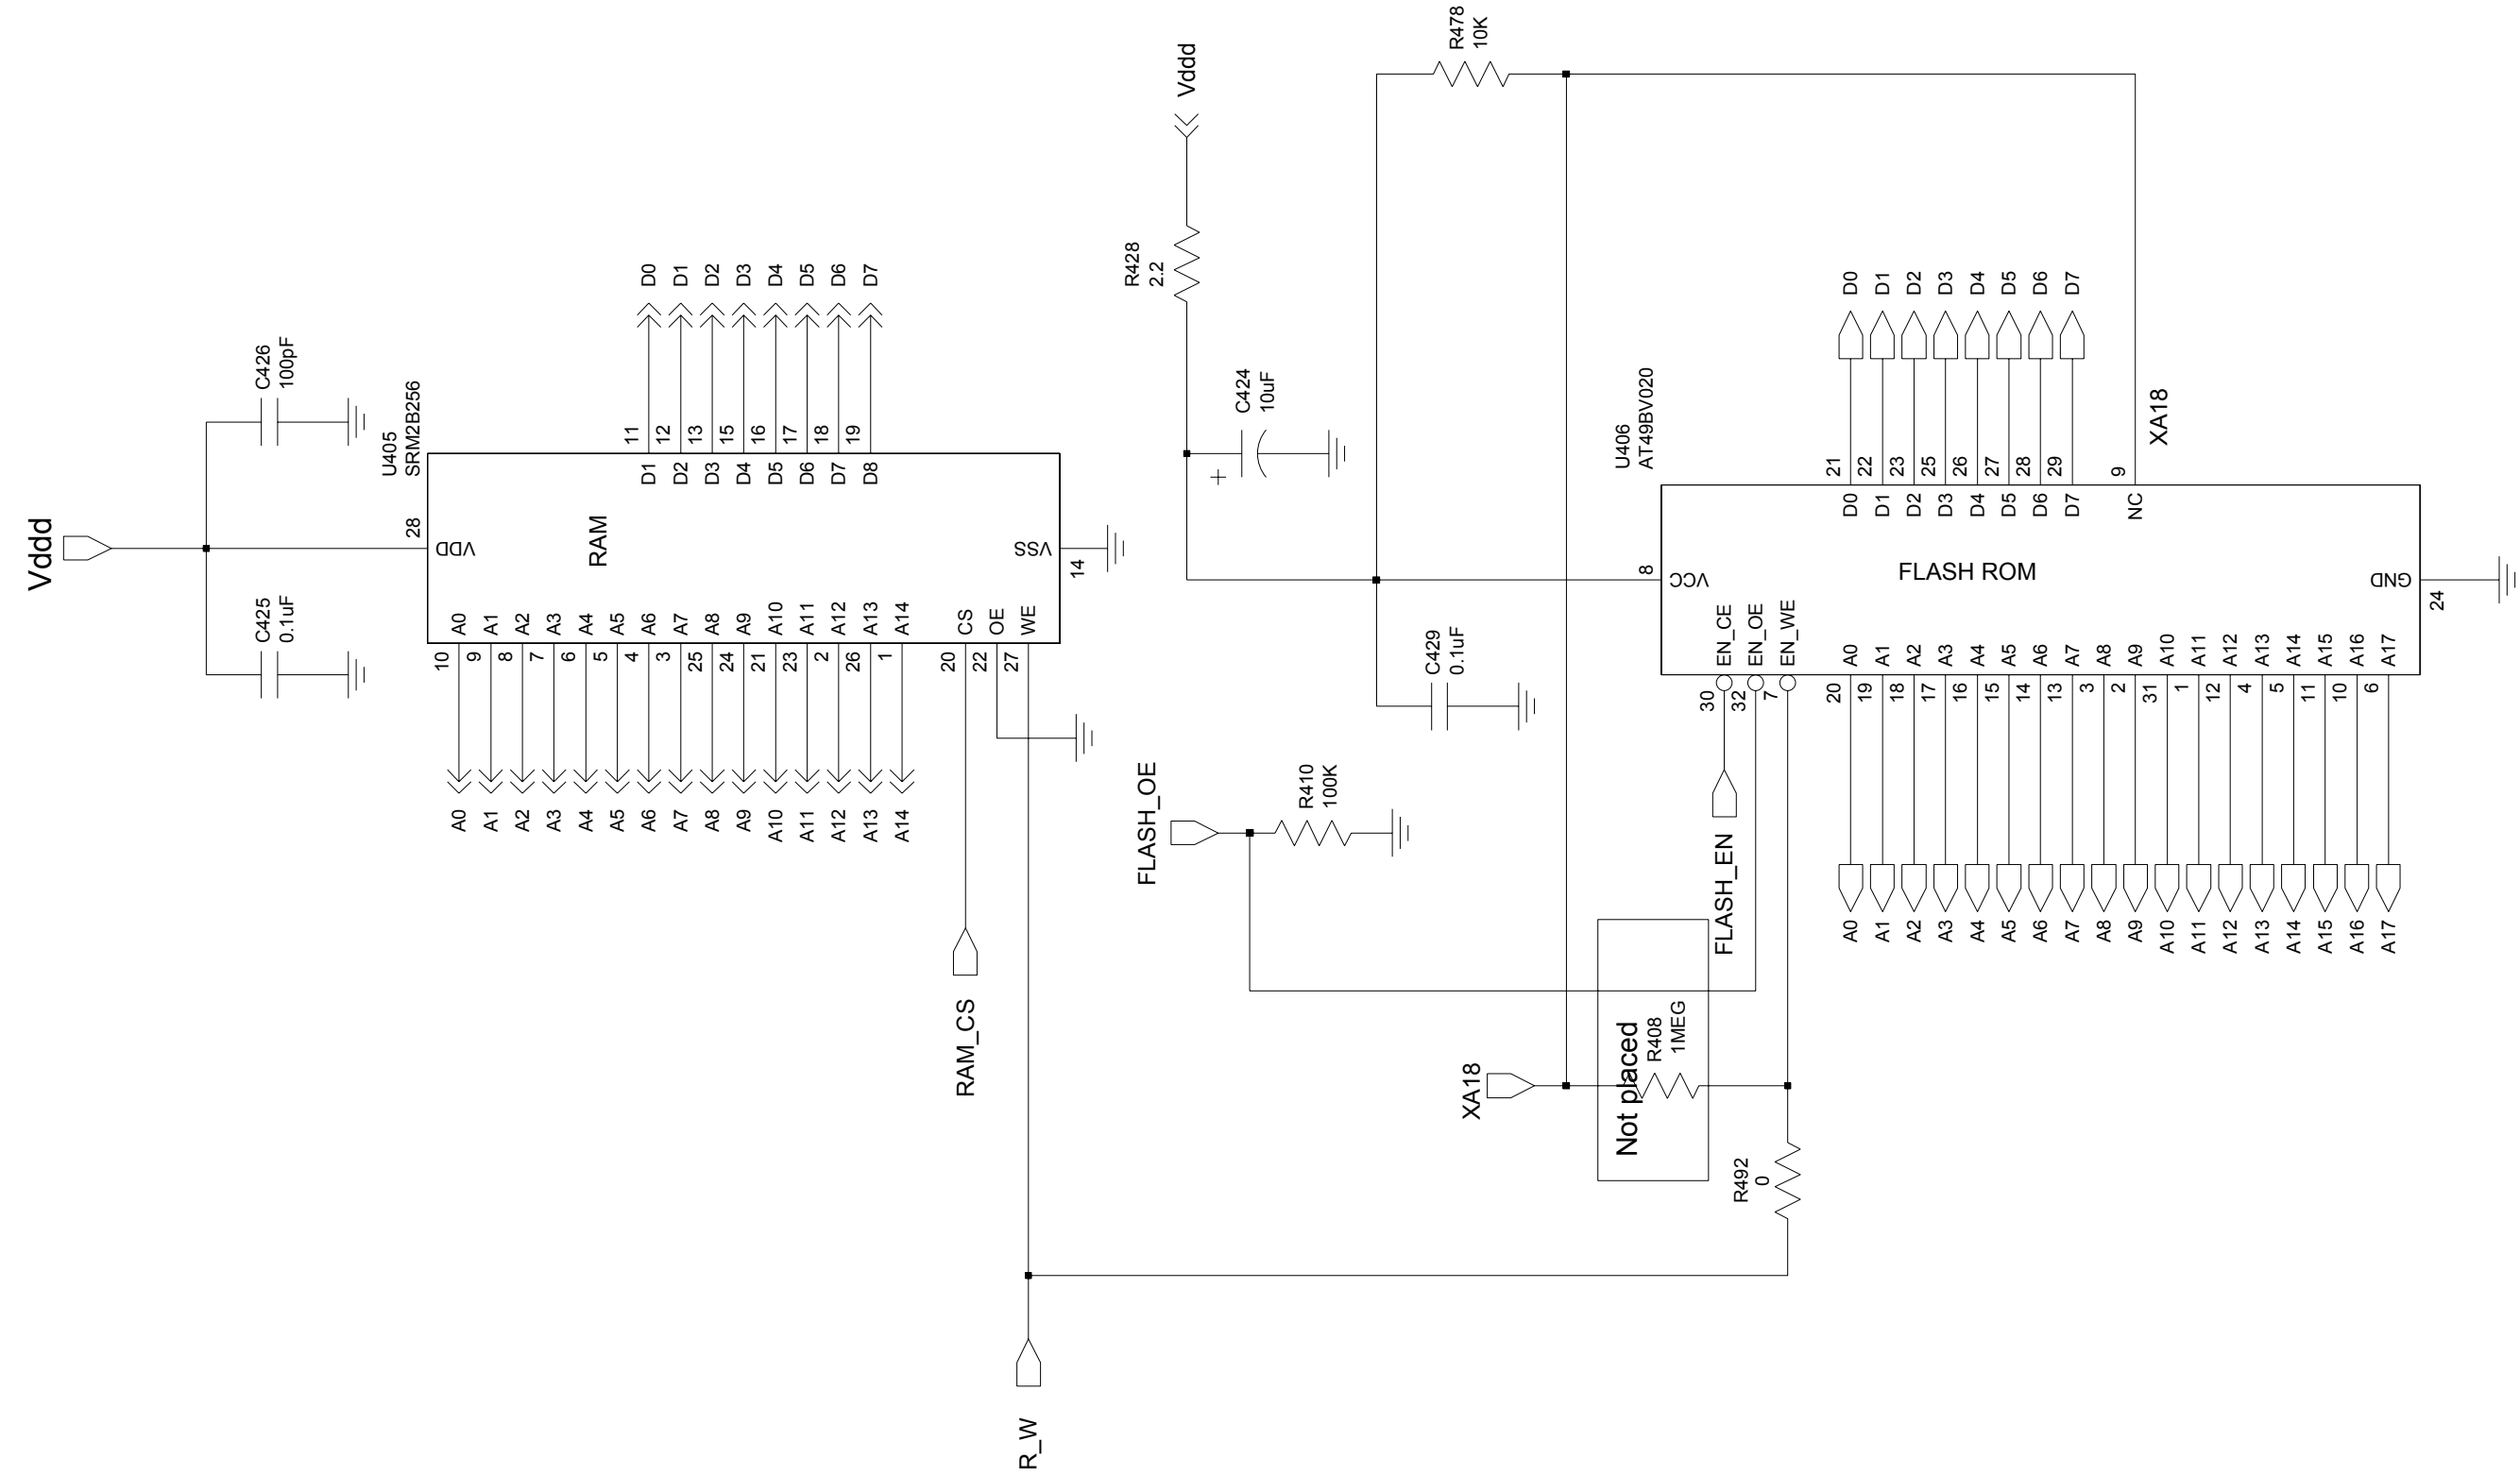 Vddd
C425
0.1uF
C426
100pF
U405
SRM2B256
28
VDD
RAM
VSS
14
10
A0
A0
9
A1
A1
8
A2
A2
7
A3
A3
6
A4
A4
5
A5
A5
4
A6
A6
3
A7
A7
25
A8
A8
24
A9
A9
21
A10
A10
23
A11
A11
2
A12
A12
26
A13
A13
1
A14
A14
20
CS
RAM_CS
22
OE
27
WE
R_W
D1
11
D0
D2
12
D1
D3
13
D2
D4
15
D3
D5
16
D4
D6
17
D5
D7
18
D6
D8
19
D7
Vddd
R428
2.2
C424
10uF
+
R478
10K
C429
0.1uF
FLASH_OE
R410
100K
XA18
Not placed
R408
1MEG
R492
0
FLASH_EN
U406
AT49BV020
8
VCC
FLASH ROM
GND
24
30
EN_CE
32
EN_OE
7
EN_WE
20
A0
A0
19
A1
A1
18
A2
A2
17
A3
A3
16
A4
A4
15
A5
A5
14
A6
A6
13
A7
A7
3
A8
A8
2
A9
A9
31
A10
A10
1
A11
A11
12
A12
A12
4
A13
A13
5
A14
A14
11
A15
A15
10
A16
A16
6
A17
A17
D0
21
D0
D1
22
D1
D2
23
D2
D3
25
D3
D4
26
D4
D5
27
D5
D6
28
D6
D7
29
D7
NC
9
XA18